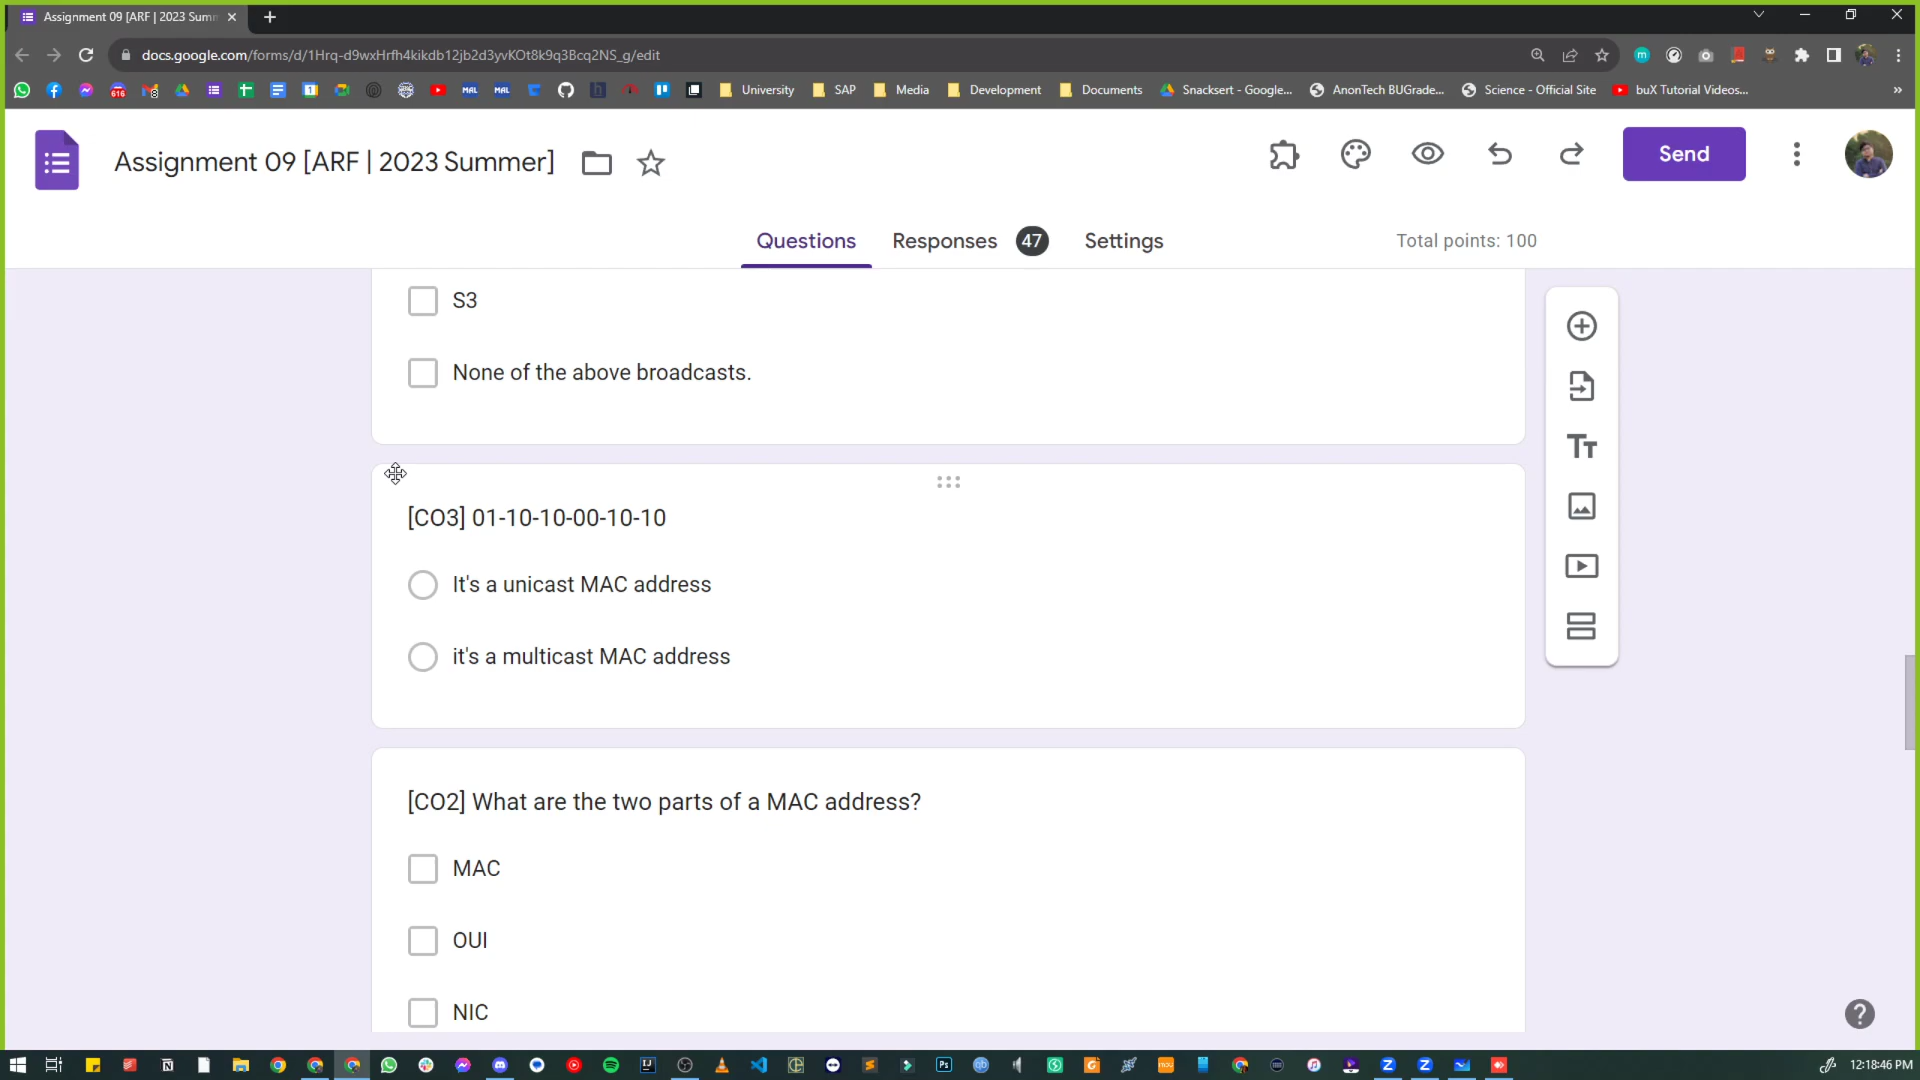 Assignment 09 [ARF | 2023 Summ
docs.google.com/forms/d/1Hrq-d9wxHrfh4kikdb12jb2d3yvKOt8k9q3Bcq2NS_g/edit
University
SAP
Media
Development
Documents
Snacksert - Google...
AnonTech BUGrade...
Science - Official Site
buX Tutorial Videos...
Assignment 09 [ARF | 2023 Summer]
Send
Questions
Responses
47
Settings
Total points: 100
S3
None of the above broadcasts.
[CO3] 01-10-10-00-10-10
It's a unicast MAC address
it's a multicast MAC address
[CO2] What are the two parts of a MAC address?
MAC
OUI
NIC
12:18:46 PM